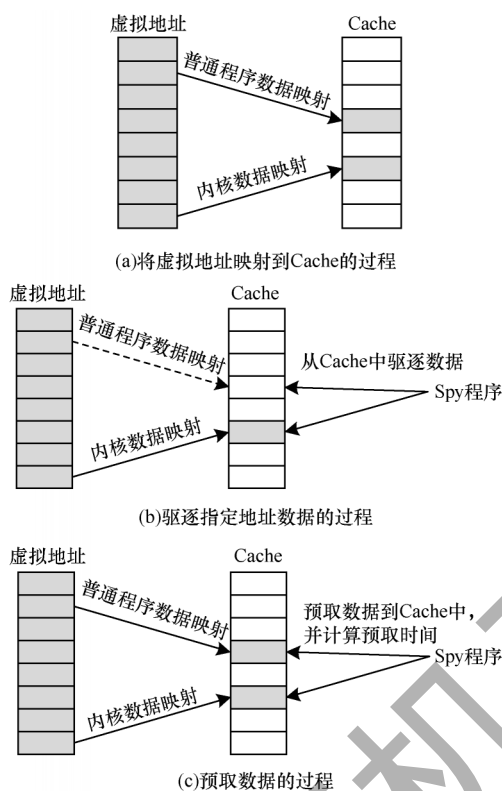 虚拟地址
Cache
普通程序数据映射
内核数据映射
(a)将虚拟地址映射到Cache的过程
虚拟地址
Cache
普通程序数据映射
从Cache中驱逐数据
Spy程序
内核数据映射
(b)驱逐指定地址数据的过程
虚拟地址
Cache
普通程序数据映射
预取数据到Cache中,
并计算预取时间
Spy程序
内核数据映射
(c)预取数据的过程
机